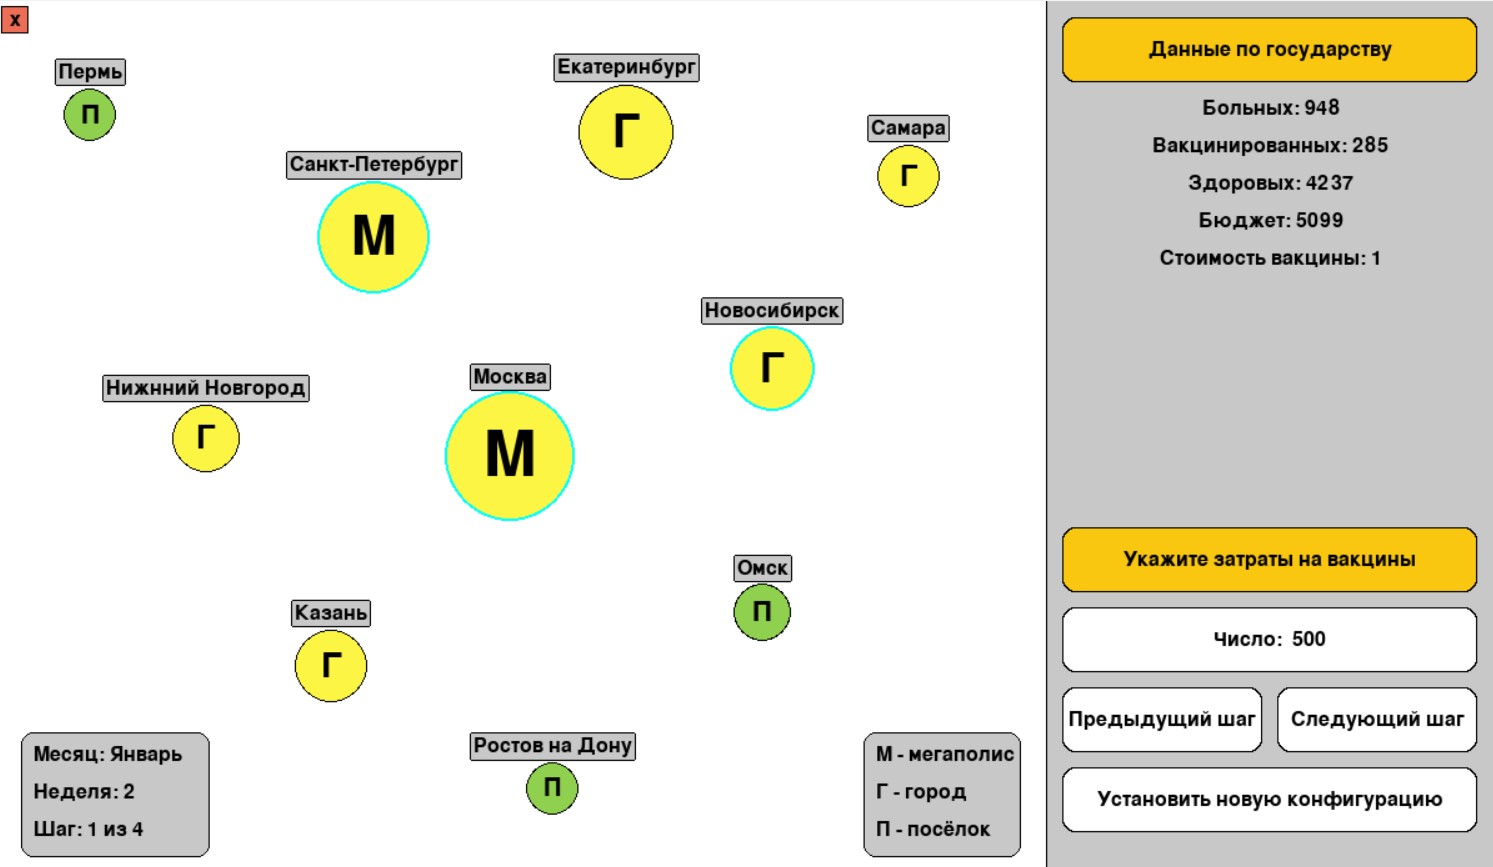 x
Пермь
П
Екатеринбург
Г
Самара
Г
Санкт-Петербург
М
Новосибирск
Г
Нижнний Новгород
Г
Москва
М
Омск
П
Казань
Г
Ростов на Дону
П
Месяц: Январь
Неделя: 2
Шаг: 1 из 4
М - мегаполис
Г - город
П - посёлок
Данные по государству
Больных: 948
Вакцинированных: 285
Здоровых: 4237
Бюджет: 5099
Стоимость вакцины: 1
Укажите затраты на вакцины
Число: 500
Предыдущий шаг
Следующий шаг
Установить новую конфигурацию